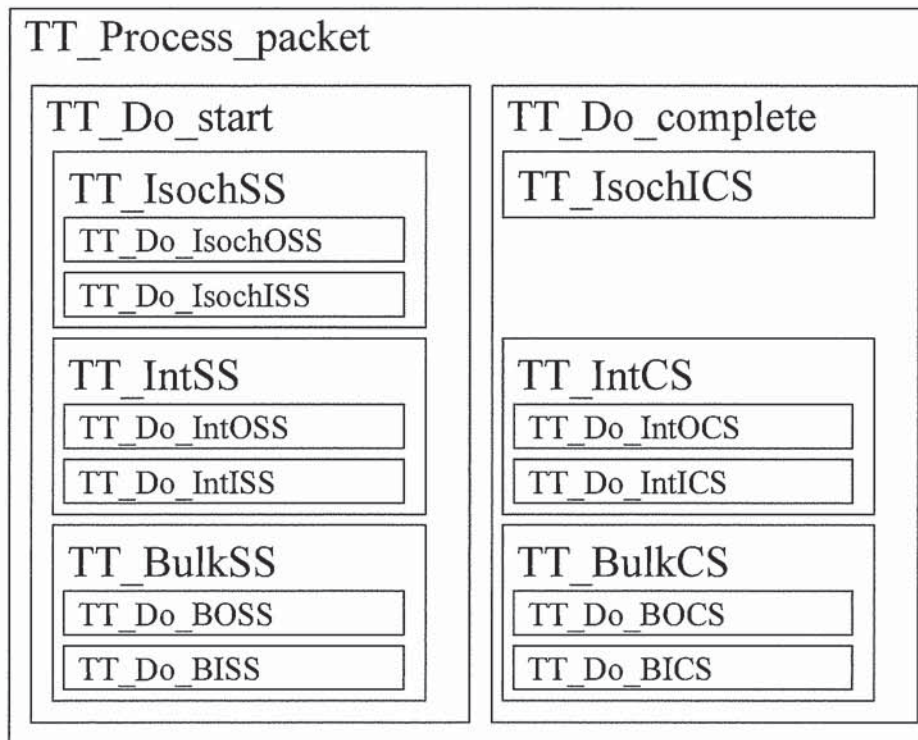 TT_Process_packet
TT_Do_start
TT_IsochSS
TT_Do_IsochOSS
TT_Do_IsochISS
TT_IntSS
TT_Do_IntOSS
TT_Do_IntISS
TT_BulkSS
TT_Do_BOSS
TT_Do_BISS
TT_Do_complete
TT_IsochICS
TT_IntCS
TT_Do_IntOCS
TT_Do_IntICS
TT_BulkCS
TT_Do_BOCS
TT_Do_BICS